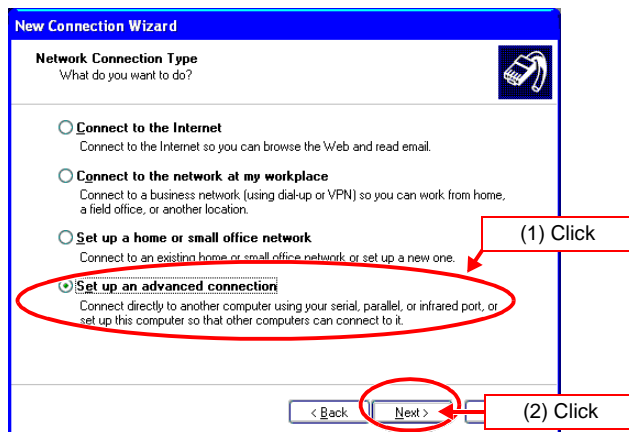 New Connection Wizard
Network Connection Type
What do you want to do?
Connect to the Internet
Connect to the Internet so you can browse the Web and read email.
Connect to the network at my workplace
Connect to a business network (using dial-up or VPN) so you can work from home,
a field office, or another location.
Set up a home or small office network
Connect to an existing home or small office network or set up a new one.
(1) Click
Set up an advanced connection
Connect directly to another computer using your serial, parallel, or infrared port, or
set up this computer so that other computers can connect to it.
< Back
Next >
(2) Click